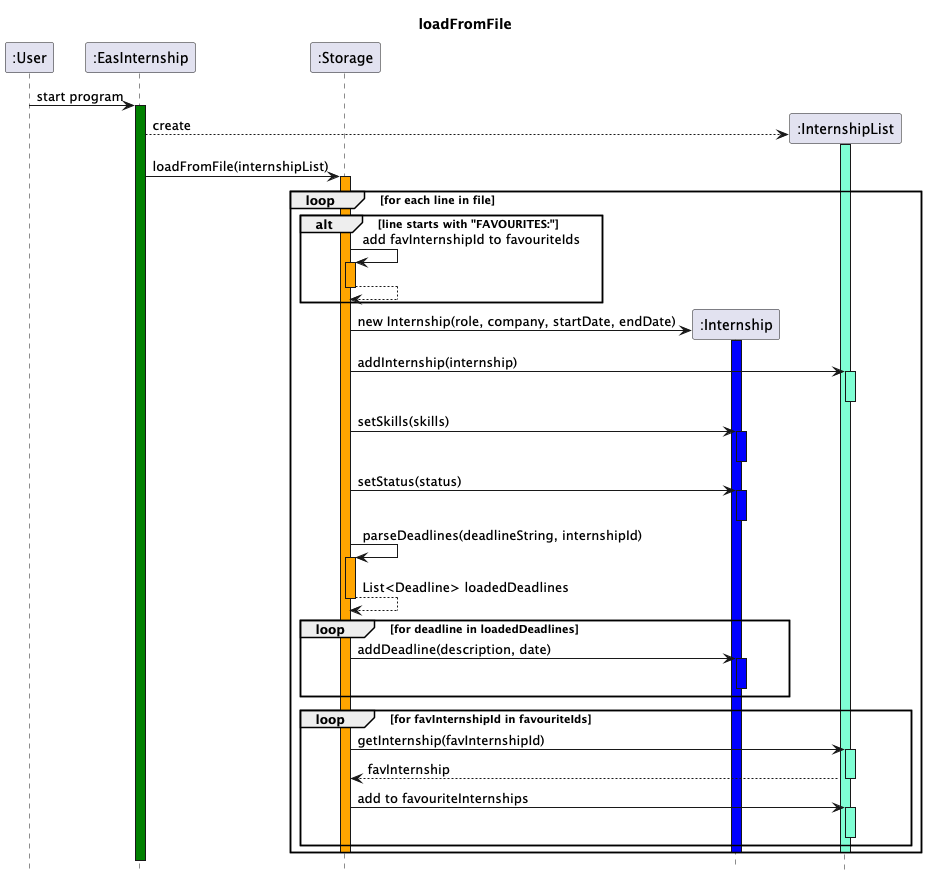 loadFromFile
:User
:EasInternship
:Storage
start program
create
:InternshipList
loadFromFile(internshipList)
loop
[for each line in file]
alt
[line starts with "FAVOURITES:"]
add favInternshipId to favouriteIds
new Internship(role, company, startDate, endDate)
:Internship
addInternship(internship)
setSkills(skills)
setStatus(status)
parseDeadlines(deadlineString, internshipId)
List<Deadline> loadedDeadlines
loop
[for deadline in loadedDeadlines]
addDeadline(description, date)
loop
[for favInternshipId in favouriteIds]
getInternship(favInternshipId)
favInternship
add to favouriteInternships